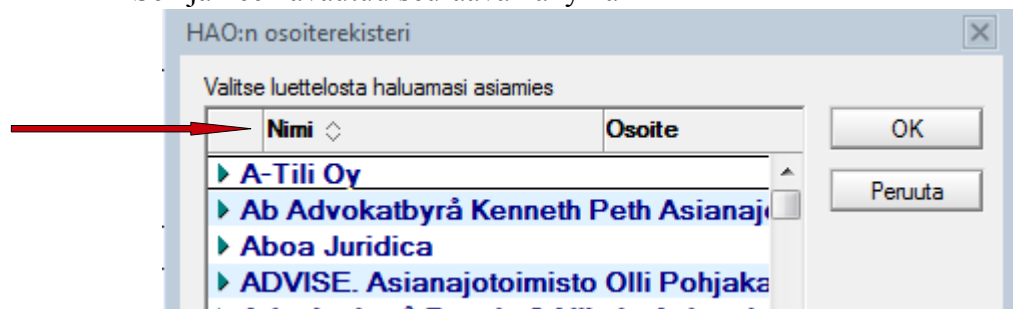 HAO:n osoiterekisteri
Valitse luettelosta haluamasi asiamies
Nimi Osoite OK
A-Tili Oy
Peruuta
Ab Advokatbyrå Kenneth Peth Asianaj
Aboa Juridica
ADVISE. Asianajotoimisto Olli Pohjaka